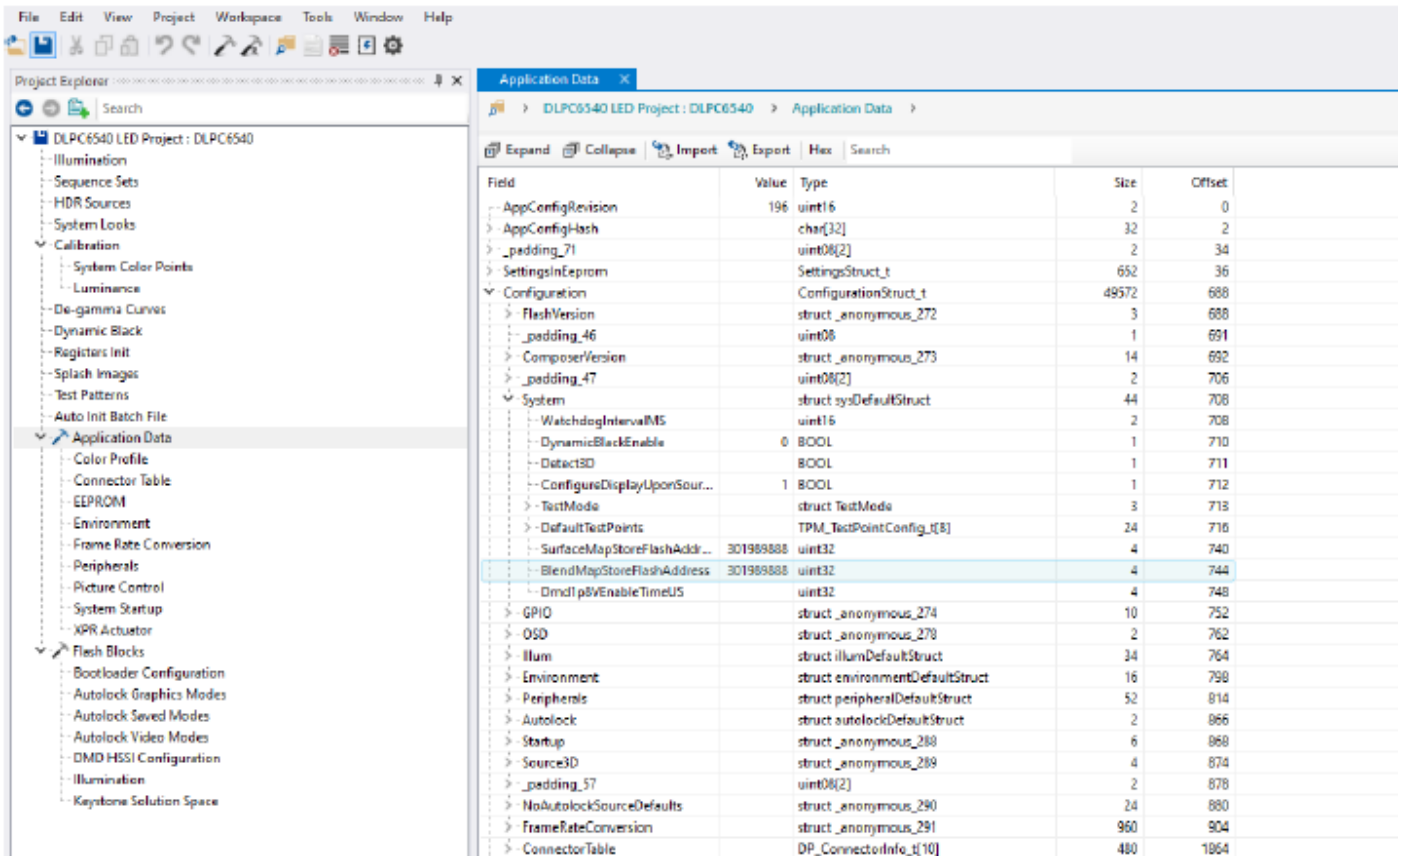 File Edit View Project Workspace Tools Window Help
Project Explorer
Search
DLPC6540 LED Project : DLPC6540
Illumination
Sequence Sets
HDR Sources
System Looks
Calibration
System Color Points
Luminance
De-gamma Curves
Dynamic Black
Registers Init
Splash Images
Test Patterns
Auto Init Batch File
Application Data
Color Profile
Connector Table
EEPROM
Environment
Frame Rate Conversion
Peripherals
Picture Control
System Startup
XPR Actuator
Flash Blocks
Bootloader Configuration
Autolock Graphics Modes
Autolock Saved Modes
Autolock Video Modes
DMD HSSI Configuration
Illumination
Keystone Solution Space
Application Data
DLPC6540 LED Project : DLPC6540 > Application Data >
Expand Collapse Import Export Hex Search
Field Value Type Size Offset
AppConfigRevision 196 uint16 2 0
AppConfigHash char[32] 32 2
_padding_71 uint08[2] 2 34
SettingsInEeprom SettingsStruct_t 652 36
Configuration ConfigurationStruct_t 49572 688
FlashVersion struct _anonymous_272 3 688
_padding_46 uint08 1 691
ComposerVersion struct _anonymous_273 14 692
_padding_47 uint08[2] 2 706
System struct sysDefaultStruct 44 708
WatchdogIntervalMS uint16 2 708
DynamicBlackEnable 0 BOOL 1 710
Detect3D BOOL 1 711
ConfigureDisplayUponSour... 1 BOOL 1 712
TestMode struct TestMode 3 713
DefaultTestPoints TPM_TestPointConfig_t[8] 24 716
SurfaceMapStoreFlashAddr... 301989888 uint32 4 740
BlendMapStoreFlashAddress 301989888 uint32 4 744
Dmd1p8VEnableTimeUS uint32 4 748
GPIO struct _anonymous_274 10 752
OSD struct _anonymous_278 2 762
Illum struct illumDefaultStruct 34 764
Environment struct environmentDefaultStruct 16 798
Peripherals struct peripheralDefaultStruct 52 814
Autolock struct autolockDefaultStruct 2 866
Startup struct _anonymous_288 6 868
Source3D struct _anonymous_289 4 874
_padding_57 uint08[2] 2 878
NoAutolockSourceDefaults struct _anonymous_290 24 880
FrameRateConversion struct _anonymous_291 960 904
ConnectorTable DP_ConnectorInfo_t[10] 480 1864